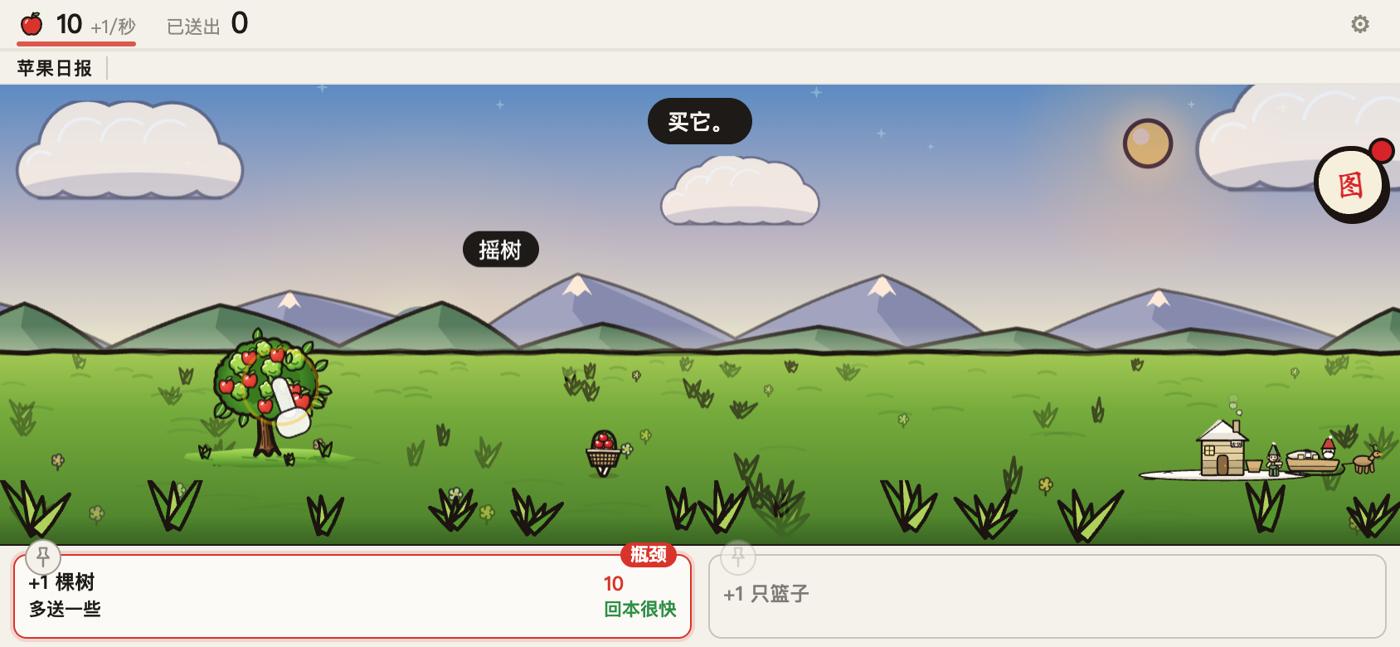 10 +1/秒 已送出 0
苹果日报
买它。
图
摇树
瓶颈
+1 棵树 10
多送一些 回本很快
+1 只篮子